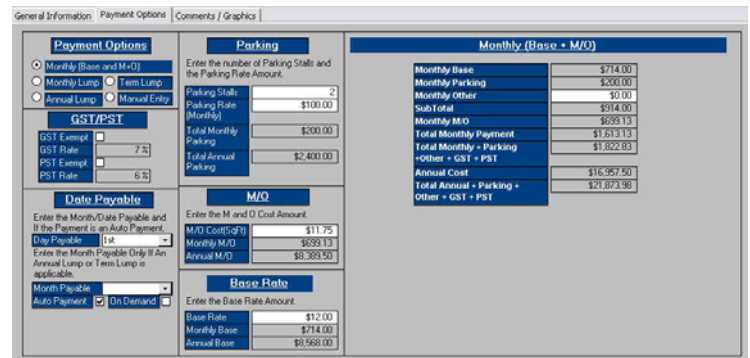 General Information
Payment Options
Comments / Graphics
Payment Options
Monthly (Base and M+O)
Monthly Lump
Term Lump
Annual Lump
Manual Entry
GST/PST
GST Exempt
GST Rate 7 %
PST Exempt
PST Rate 6 %
Date Payable
Enter the Month/Date Payable and
If the Payment is an Auto Payment.
Day Payable 1st
Enter the Month Payable Only If An
Annual Lump or Term Lump is
applicable.
Month Payable
Auto Payment On Demand
Parking
Enter the number of Parking Stalls and
the Parking Rate Amount.
Parking Stalls 2
Parking Rate $100.00
(Monthly)
Total Monthly $200.00
Parking
Total Annual $2,400.00
Parking
M/O
Enter the M and O Cost Amount.
M/O Cost(SqFt) $11.75
Monthly M/O $699.13
Annual M/O $8,389.50
Base Rate
Enter the Base Rate Amount.
Base Rate $12.00
Monthly Base $714.00
Annual Base $8,568.00
Monthly (Base + M/O)
Monthly Base $714.00
Monthly Parking $200.00
Monthly Other $0.00
SubTotal $914.00
Monthly M/O $699.13
Total Monthly Payment $1,613.13
Total Monthly + Parking $1,822.83
+Other + GST + PST
Annual Cost $16,957.50
Total Annual + Parking + $21,873.98
Other + GST + PST